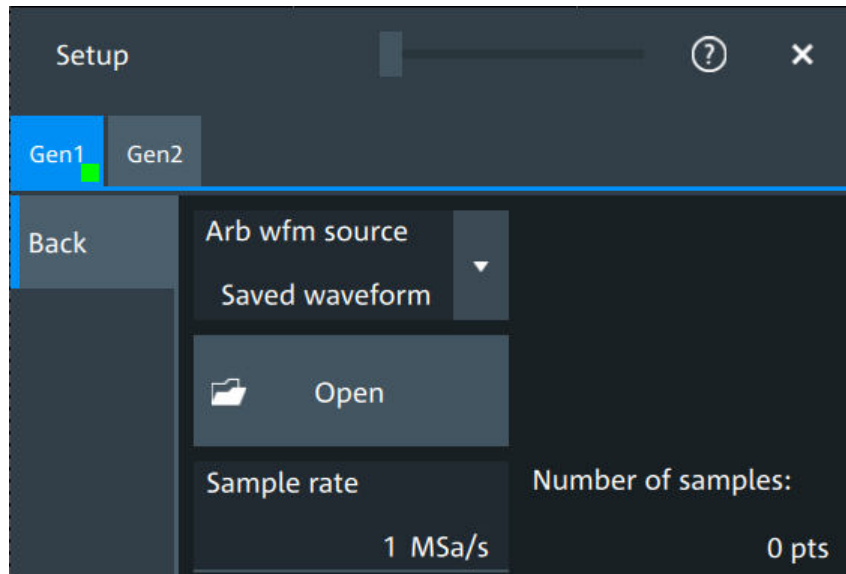 Setup
?
Gen1 Gen2
Back
Arb wfm source
Saved waveform
Open
Sample rate
1 MSa/s
Number of samples:
0 pts